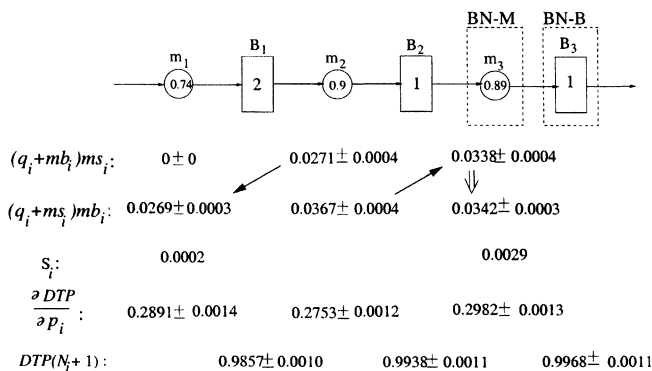 BN-M BN-B
m1 B1 m2 B2 m3 B3
0.74 2 0.9 1 0.89 1
(qi+mbi)msi: 0 ± 0 0.0271 ± 0.0004 0.0338 ± 0.0004
(qi+msi)mbi: 0.0269 ± 0.0003 0.0367 ± 0.0004 0.0342 ± 0.0003
Si: 0.0002 0.0029
∂DTP/∂pi : 0.2891 ± 0.0014 0.2753 ± 0.0012 0.2982 ± 0.0013
DTP(Ni+1) : 0.9857 ± 0.0010 0.9938 ± 0.0011 0.9968 ± 0.0011